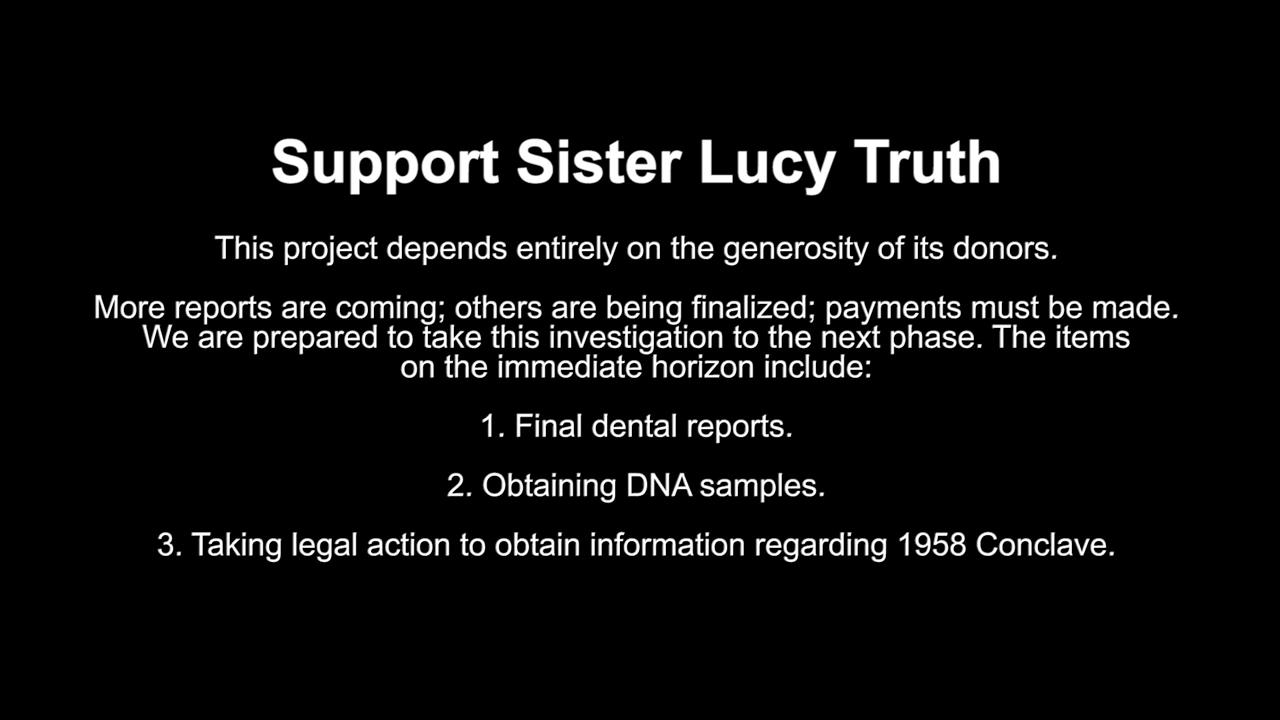 Support Sister Lucy Truth
This project depends entirely on the generosity of its donors.
More reports are coming; others are being finalized; payments must be made.
We are prepared to take this investigation to the next phase. The items
on the immediate horizon include:
1. Final dental reports.
2. Obtaining DNA samples.
3. Taking legal action to obtain information regarding 1958 Conclave.